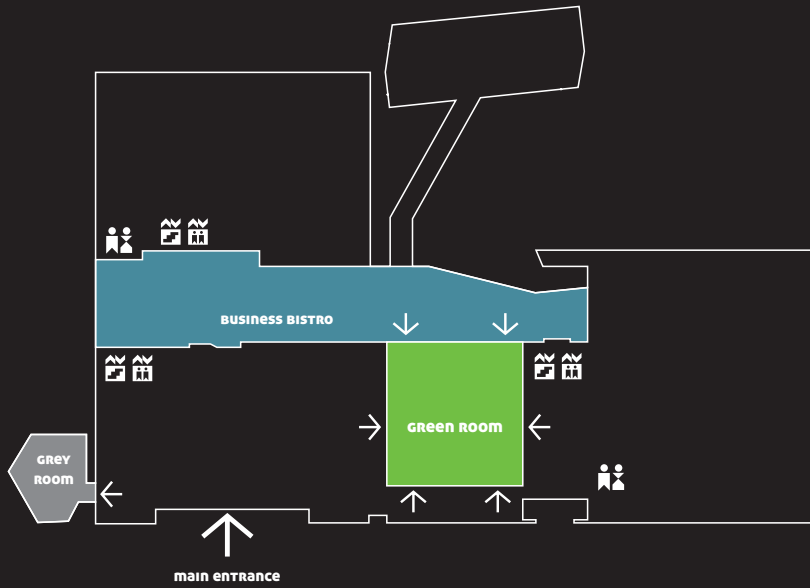 BUSINESS BISTRO
GREEN ROOM
GREY
ROOM
main entrance